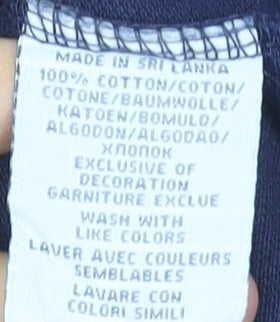 MADE IN SRI LANKA
100% COTTON/COTON/
COTONE/BAUMWOLLE/
KATOEN/BOMULD/
ALGODON/ALGODAO/
ХЛОПОК
EXCLUSIVE OF
DECORATION
GARNITURE EXCLUE
WASH WITH
LIKE COLORS
LAVER AVEC COULEURS
SEMBLABLES
LAVARE CON
COLORI SIMILI